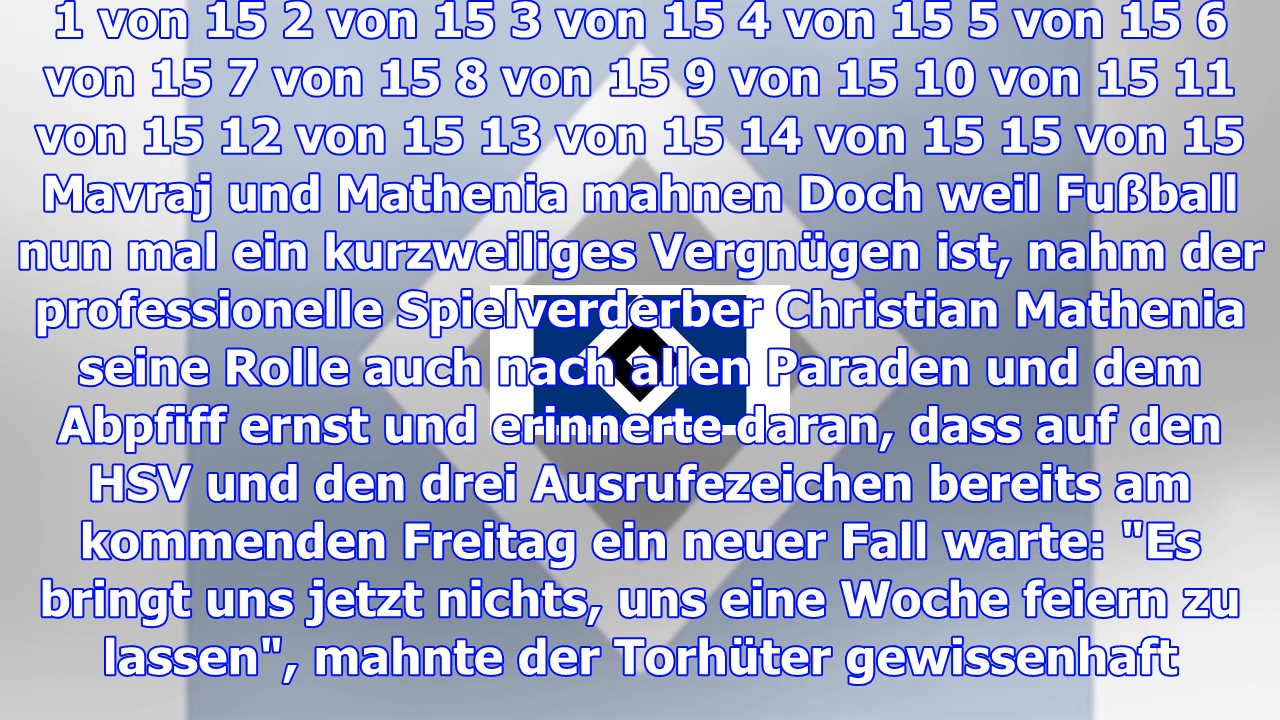 1 von 15 2 von 15 3 von 15 4 von 15 5 von 15 6
von 15 7 von 15 8 von 15 9 von 15 10 von 15 11
von 15 12 von 15 13 von 15 14 von 15 15 von 15
Mavraj und Mathenia mahnen Doch weil Fußball
nun mal ein kurzweiliges Vergnügen ist, nahm der
professionelle Spielverderber Christian Mathenia
seine Rolle auch nach allen Paraden und dem
Abpfiff ernst und erinnerte daran, dass auf den
HSV und den drei Ausrufezeichen bereits am
kommenden Freitag ein neuer Fall warte: "Es
bringt uns jetzt nichts, uns eine Woche feiern zu
lassen", mahnte der Torhüter gewissenhaft